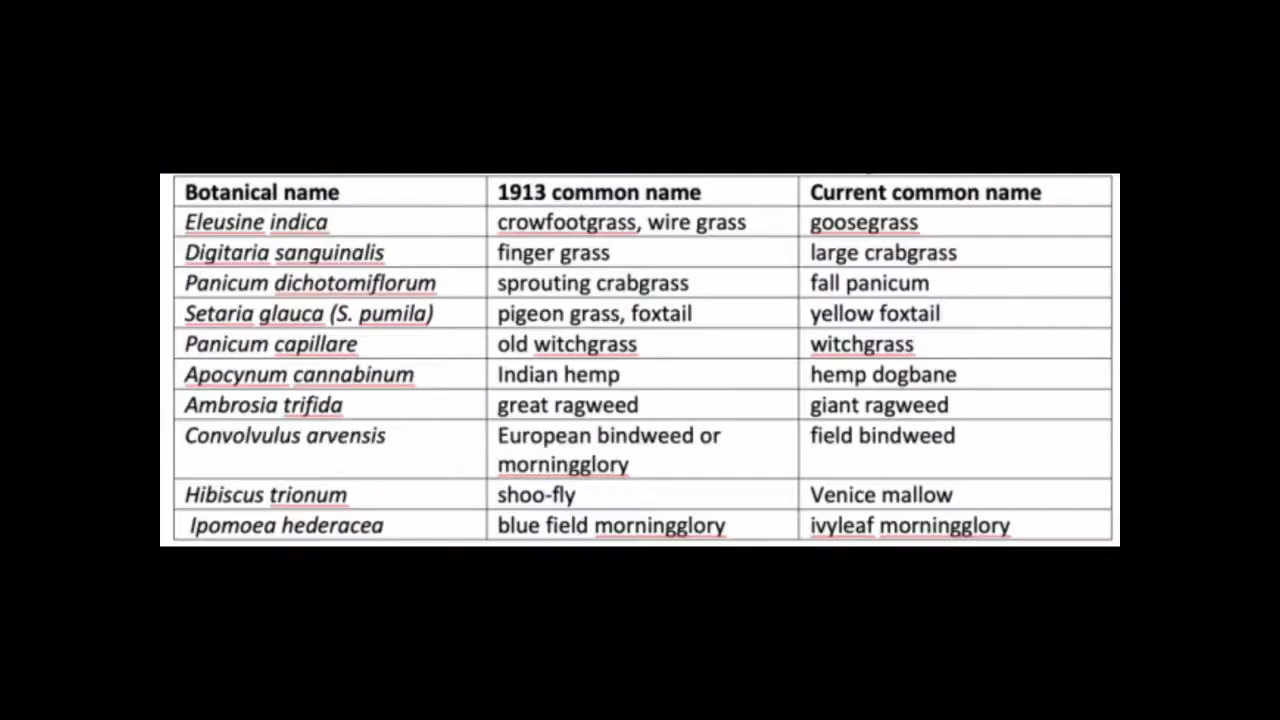 Botanical name 1913 common name Current common name
Eleusine indica crowfootgrass, wire grass goosegrass
Digitaria sanguinalis finger grass large crabgrass
Panicum dichotomiflorum sprouting crabgrass fall panicum
Setaria glauca (S. pumila) pigeon grass, foxtail yellow foxtail
Panicum capillare old witchgrass witchgrass
Apocynum cannabinum Indian hemp hemp dogbane
Ambrosia trifida great ragweed giant ragweed
Convolvulus arvensis European bindweed or field bindweed
morningglory
Hibiscus trionum shoo-fly Venice mallow
Ipomoea hederacea blue field morningglory ivyleaf morningglory